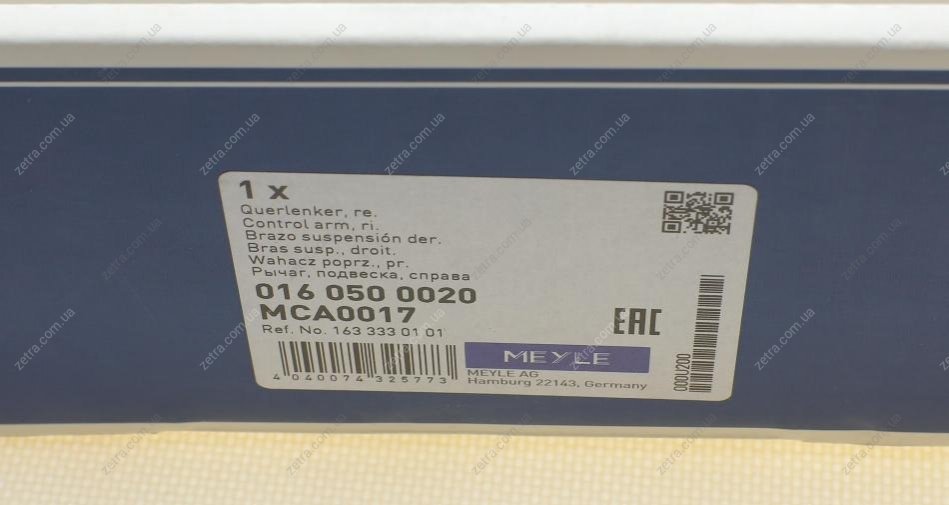 1 x
Querlenker, re.
Control arm, ri.
Brazo suspensión der.
Bras susp., droit.
Wahacz poprz., pr.
Рычаг, подвеска, справа
016 050 0020
MCA0017
Ref. No. 163 333 01 01
EAC
4 040074 325773
MEYLE
MEYLE AG
Hamburg 22143, Germany
000U200
zetra.com.ua